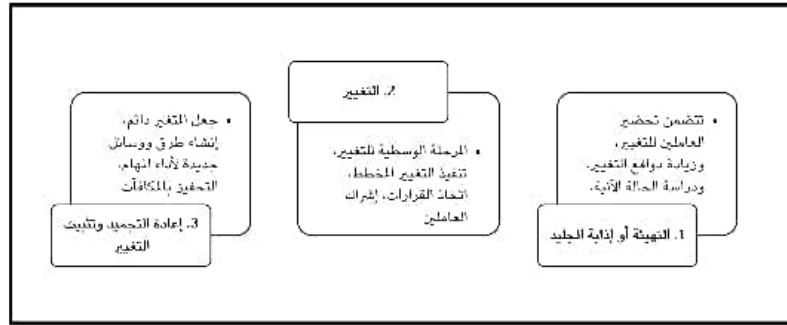 • تتضمن تحضير
العاملين للتغيير،
وزيادة دوافع التغيير،
ودراسة الحالة الآنية.
1. التهيئة أو إذابة الجليد
2. التغيير
• المرحلة الوسطية للتغيير،
تنفيذ التغيير المخطط،
اتخاذ القرارات، إشراك
العاملين
• جعل المتغير دائم،
إنشاء طرق ووسائل
جديدة لأداء المهام،
التحفيز بالمكافآت
3. إعادة التجميد وتثبيت
التغيير